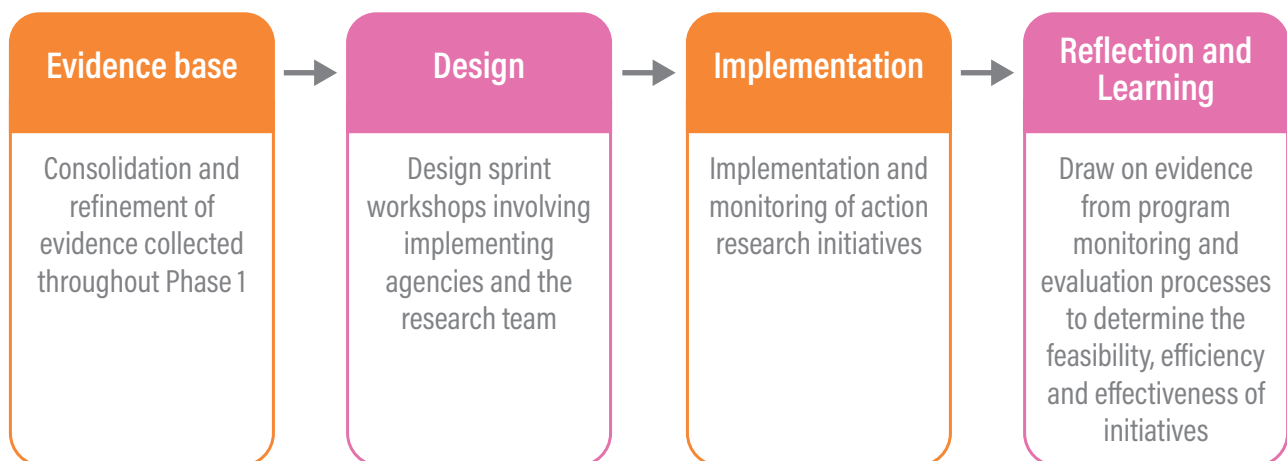 Evidence base
Consolidation and
refinement of
evidence collected
throughout Phase 1
Design
Design sprint
workshops involving
implementing
agencies and the
research team
Implementation
Implementation and
monitoring of action
research initiatives
Reflection and
Learning
Draw on evidence
from program
monitoring and
evaluation processes
to determine the
feasibility, efficiency
and effectiveness of
initiatives